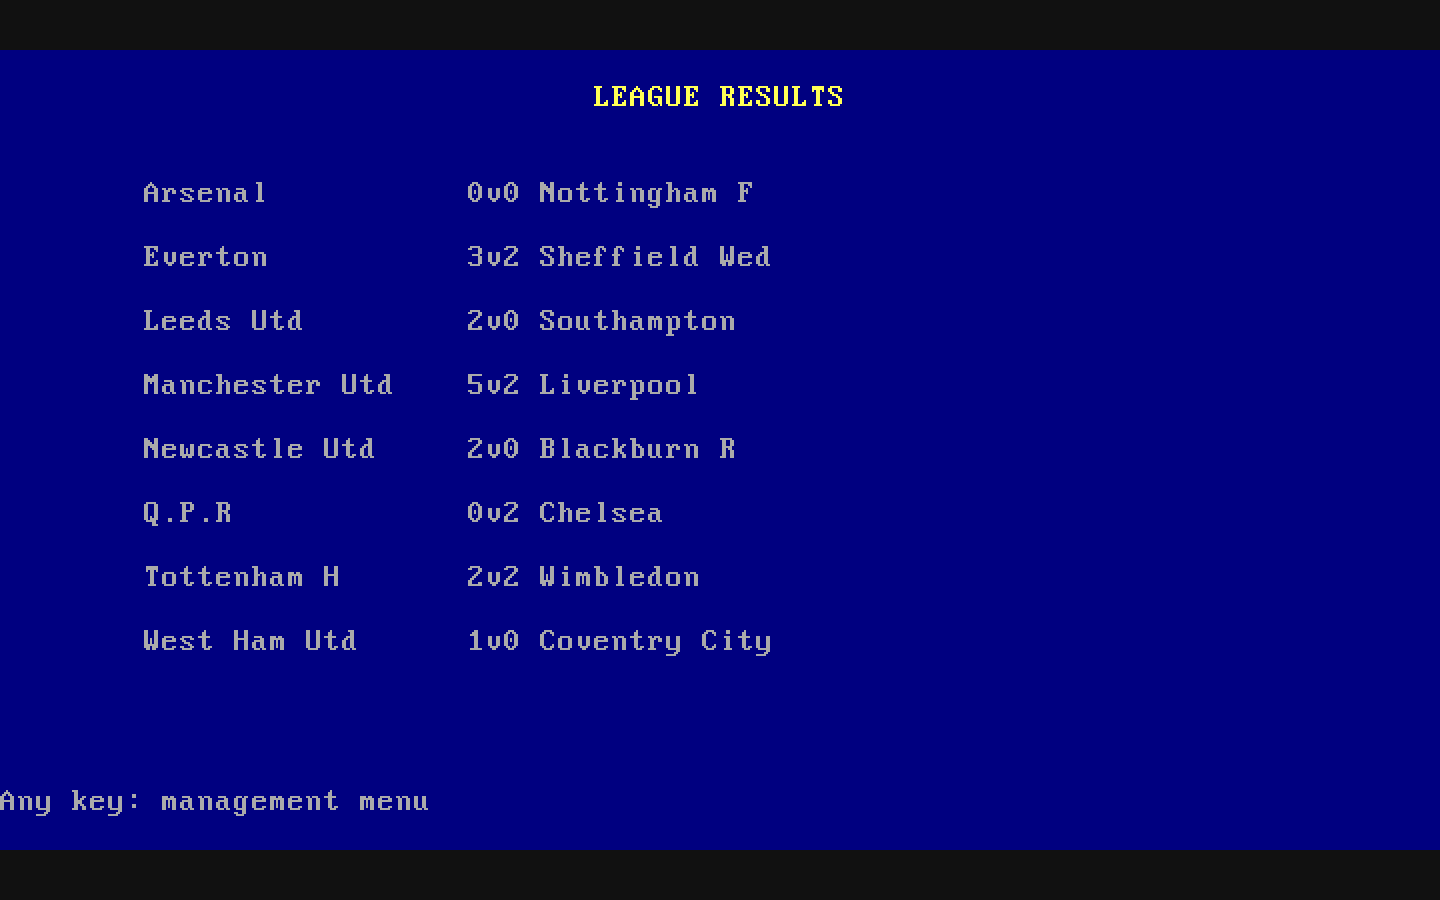 LEAGUE RESULTS
Arsenal 0v0 Nottingham F
Everton 3v2 Sheffield Wed
Leeds Utd 2v0 Southampton
Manchester Utd 5v2 Liverpool
Newcastle Utd 2v0 Blackburn R
Q.P.R 0v2 Chelsea
Tottenham H 2v2 Wimbledon
West Ham Utd 1v0 Coventry City
Any key: management menu